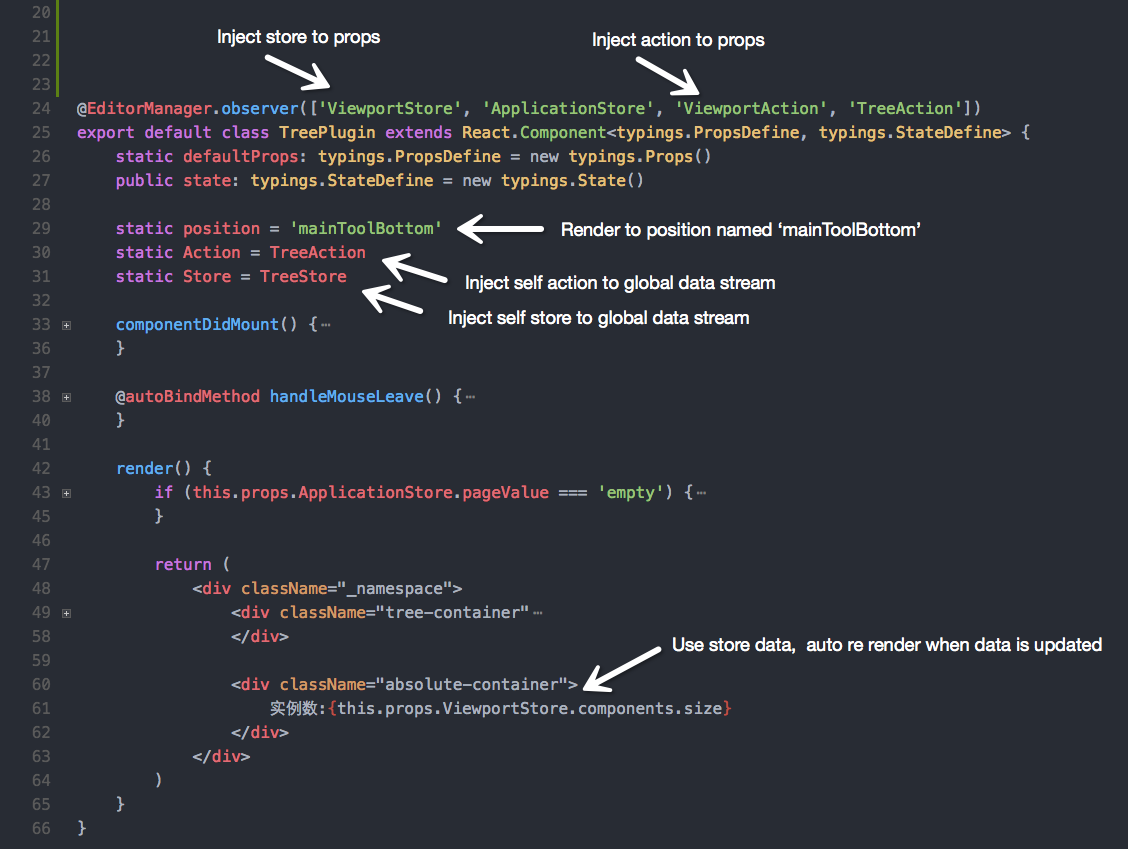 20
21
Inject store to props
Inject action to props
22
23
24 @EditorManager.observer(['ViewportStore', 'ApplicationStore', 'ViewportAction', 'TreeAction'])
25 export default class TreePlugin extends React.Component<typings.PropsDefine, typings.StateDefine> {
26 static defaultProps: typings.PropsDefine = new typings.Props()
27 public state: typings.StateDefine = new typings.State()
28
29 static position = 'mainToolBottom'
Render to position named ‘mainToolBottom’
30 static Action = TreeAction
Inject self action to global data stream
31 static Store = TreeStore
Inject self store to global data stream
32
33 componentDidMount() {⋯
36 }
37
38 @autoBindMethod handleMouseLeave() {⋯
40 }
41
42 render() {
43 if (this.props.ApplicationStore.pageValue === 'empty') {⋯
45 }
46
47 return (
48 <div className="_namespace">
49 <div className="tree-container"⋯
58 </div>
59
Use store data, auto re render when data is updated
60 <div className="absolute-container">
61 实例数:{this.props.ViewportStore.components.size}
62 </div>
63 </div>
64 )
65 }
66 }